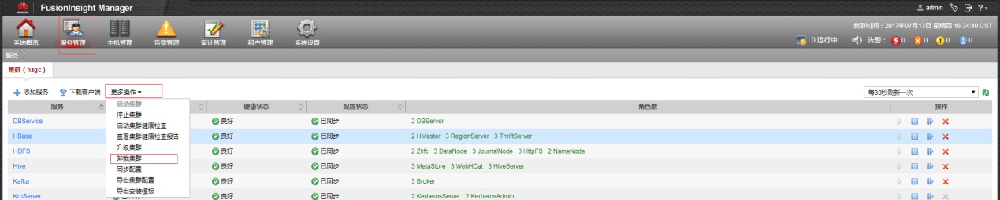 HUAWEI FusionInsight Manager admin ?
系统概览 服务管理 主机管理 告警管理 审计管理 租户管理 系统设置
集群时间：2017年07月13日 星期四 16:34:40 CST
0 运行中 告警： 0 0 0 0
服务
集群 ( hzgc )
添加服务 下载客户端 更多操作 每30秒刷新一次
服务 健康状态 配置状态 角色数 操作
启动集群
停止集群
启动集群健康检查
查看集群健康检查报告
升级集群
卸载集群
同步配置
导出集群配置
导出安装模板
DBService 良好 已同步 2 DBServer
HBase 良好 已同步 2 HMaster 3 RegionServer 3 ThriftServer
HDFS 良好 已同步 2 Zkfc 3 DataNode 3 JournalNode 3 HttpFS 2 NameNode
Hive 良好 已同步 3 MetaStore 3 WebHCat 3 HiveServer
Kafka 良好 已同步 3 Broker
KrbServer 良好 已同步 2 KerberosServer 2 KerberosAdmin